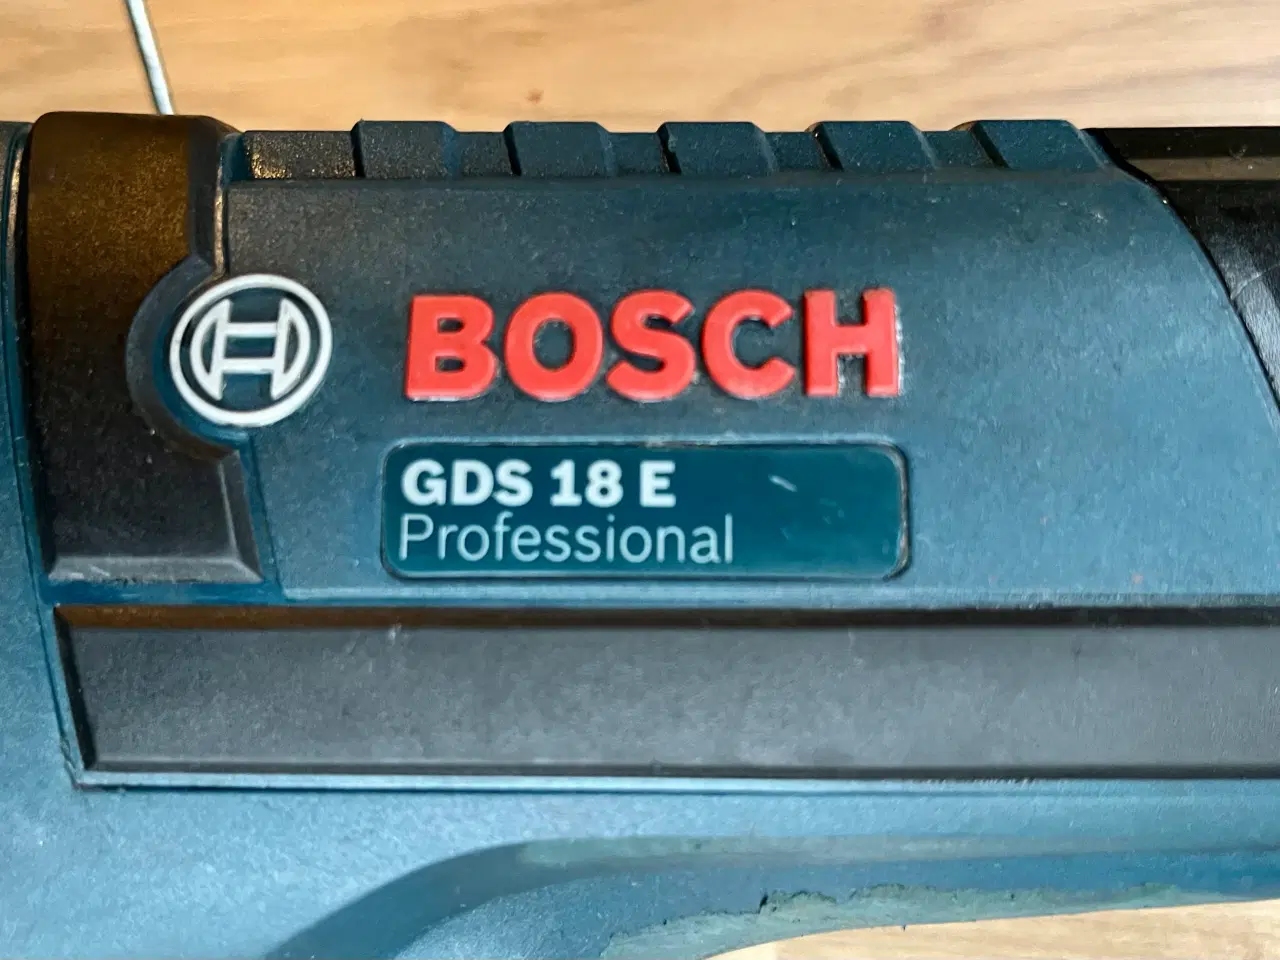 BOSCH
GDS 18 E
Professional